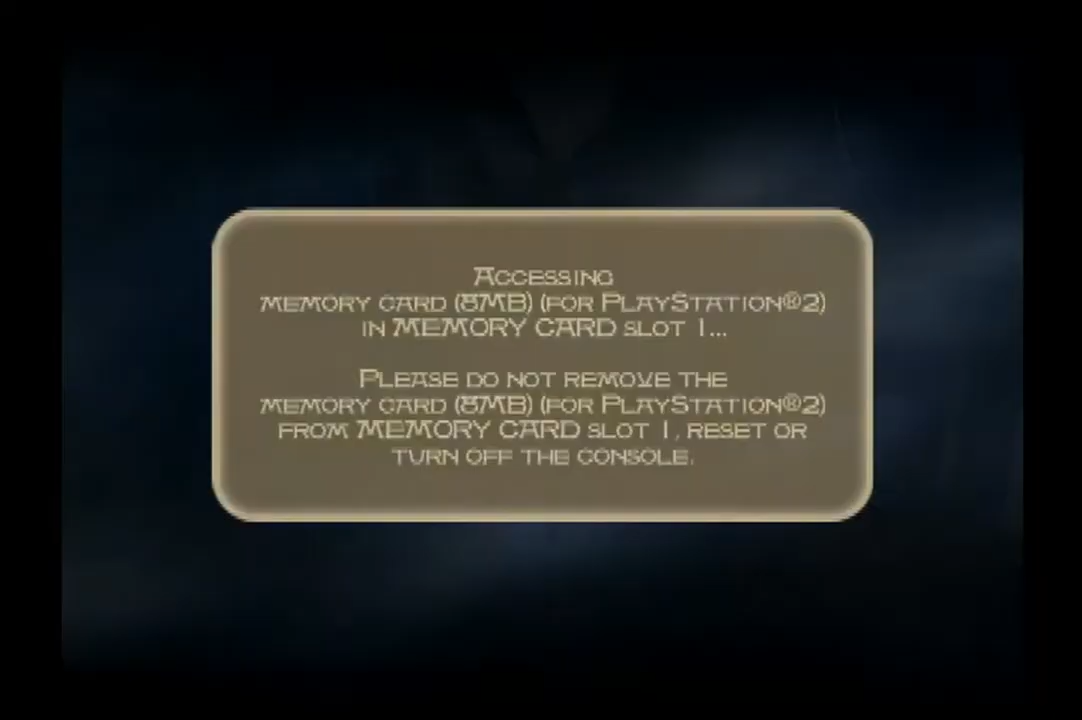 Accessing
memory card (8MB) (for PlayStation®2)
in MEMORY CARD slot 1...
Please do not remove the
memory card (8MB) (for PlayStation®2)
from MEMORY CARD slot 1, reset or
turn off the console.